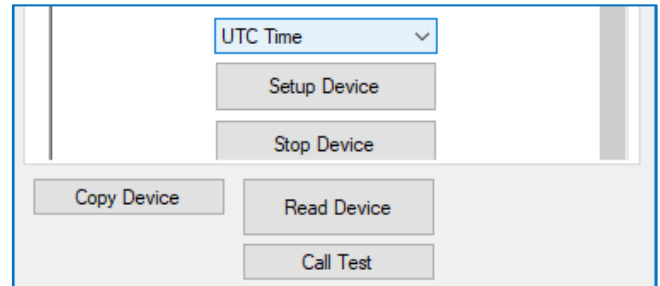 UTC Time
Setup Device
Stop Device
Copy Device
Read Device
Call Test